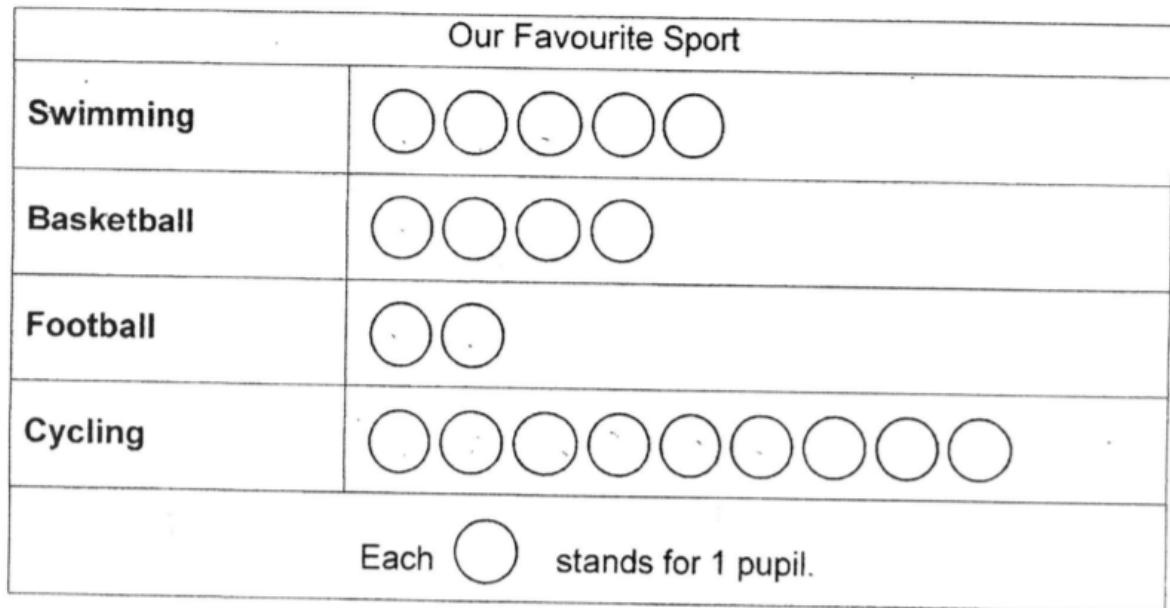 Our Favourite Sport
Swimming
Basketball
Football
Cycling
Each stands for 1 pupil.